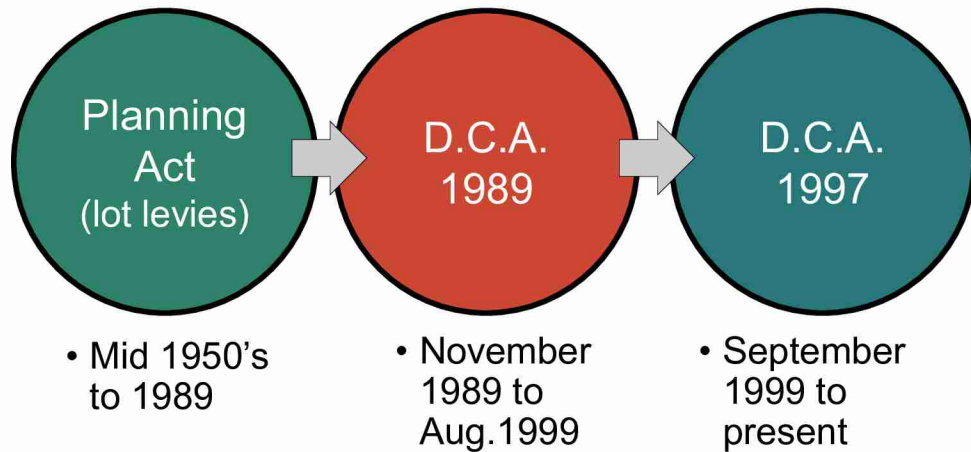 Planning
Act
(lot levies)
D.C.A.
1989
D.C.A.
1997
• Mid 1950's
to 1989
• November
1989 to
Aug.1999
• September
1999 to
present